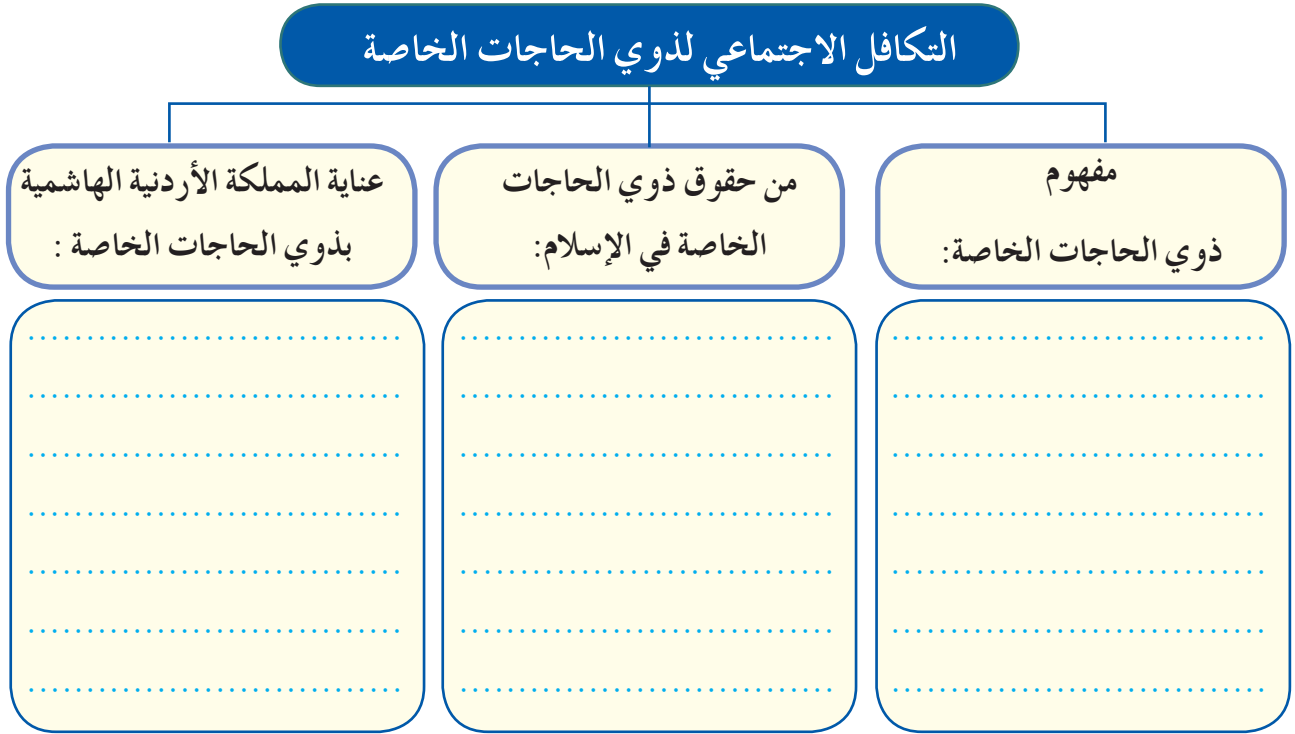 التكافل الاجتماعي لذوي الحاجات الخاصة
مفهوم
ذوي الحاجات الخاصة:
من حقوق ذوي الحاجات
الخاصة في الإسلام:
عناية المملكة الأردنية الهاشمية
بذوي الحاجات الخاصة :